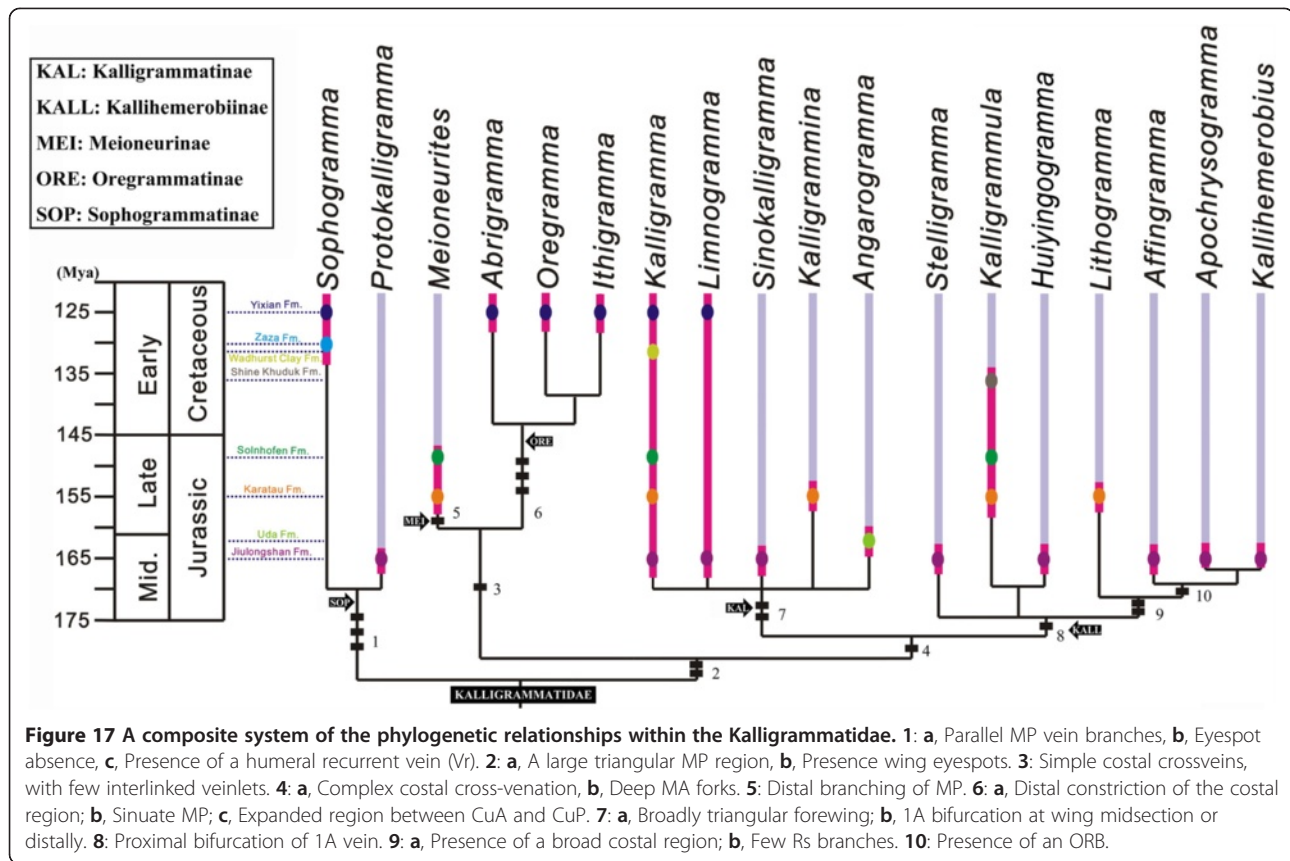 KAL: Kalligrammatinae
KALL: Kallihemerobiinae
MEI: Meioneurinae
ORE: Oregrammatinae
SOP: Sophogrammatinae
Sophogramma
Protokalligramma
Meioneurites
Abrigramma
Oregramma
Ithigramma
Kalligramma
Limnogramma
Sinokalligramma
Kalligrammina
Angarogramma
Stelligramma
Kalligrammula
Huiyingogramma
Lithogramma
Affingramma
Apochrysogramma
Kallihemerobius
(Mya)
125
135
145
155
165
175
Early
Late
Mid.
Cretaceous
Jurassic
Yixian Fm.
Zaza Fm.
Wadhurst Clay Fm.
Shine Khuduk Fm.
Solnhofen Fm.
Karatau Fm.
Uda Fm.
Jiulongshan Fm.
ORE
MEI
5
6
SOP
3
KAL
7
10
9
8
KALL
1
4
2
KALLIGRAMMATIDAE
Figure 17 A composite system of the phylogenetic relationships within the Kalligrammatidae. 1: a, Parallel MP vein branches, b, Eyespot
absence, c, Presence of a humeral recurrent vein (Vr). 2: a, A large triangular MP region, b, Presence wing eyespots. 3: Simple costal crossveins,
with few interlinked veinlets. 4: a, Complex costal cross-venation, b, Deep MA forks. 5: Distal branching of MP. 6: a, Distal constriction of the costal
region; b, Sinuate MP; c, Expanded region between CuA and CuP. 7: a, Broadly triangular forewing; b, 1A bifurcation at wing midsection or
distally. 8: Proximal bifurcation of 1A vein. 9: a, Presence of a broad costal region; b, Few Rs branches. 10: Presence of an ORB.